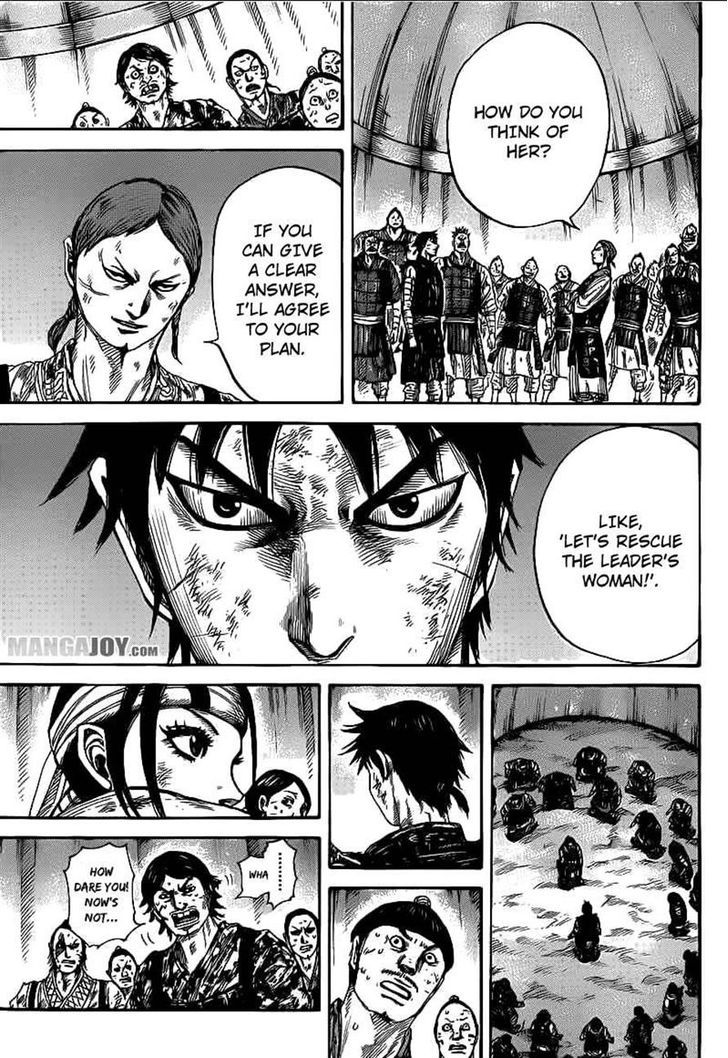 HOW DO YOU
THINK OF
HER?
IF YOU
CAN GIVE
A CLEAR
ANSWER,
I'LL AGREE
TO YOUR
PLAN.
LIKE,
'LET'S RESCUE
THE LEADER'S
WOMAN!'.
MANGAJOY.COM
WHA
HOW
DARE YOU!
NOW'S
NOT...